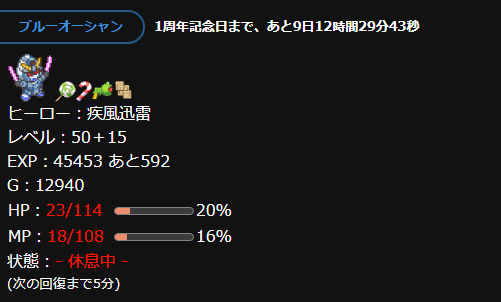 ブルーオーシャン 1周年記念日まで、あと9日12時間29分43秒
ヒーロー：疾風迅雷
レベル：50＋15
EXP：45453 あと592
G：12940
HP：23/114 20%
MP：18/108 16%
状態：- 休息中 -
(次の回復まで5分)